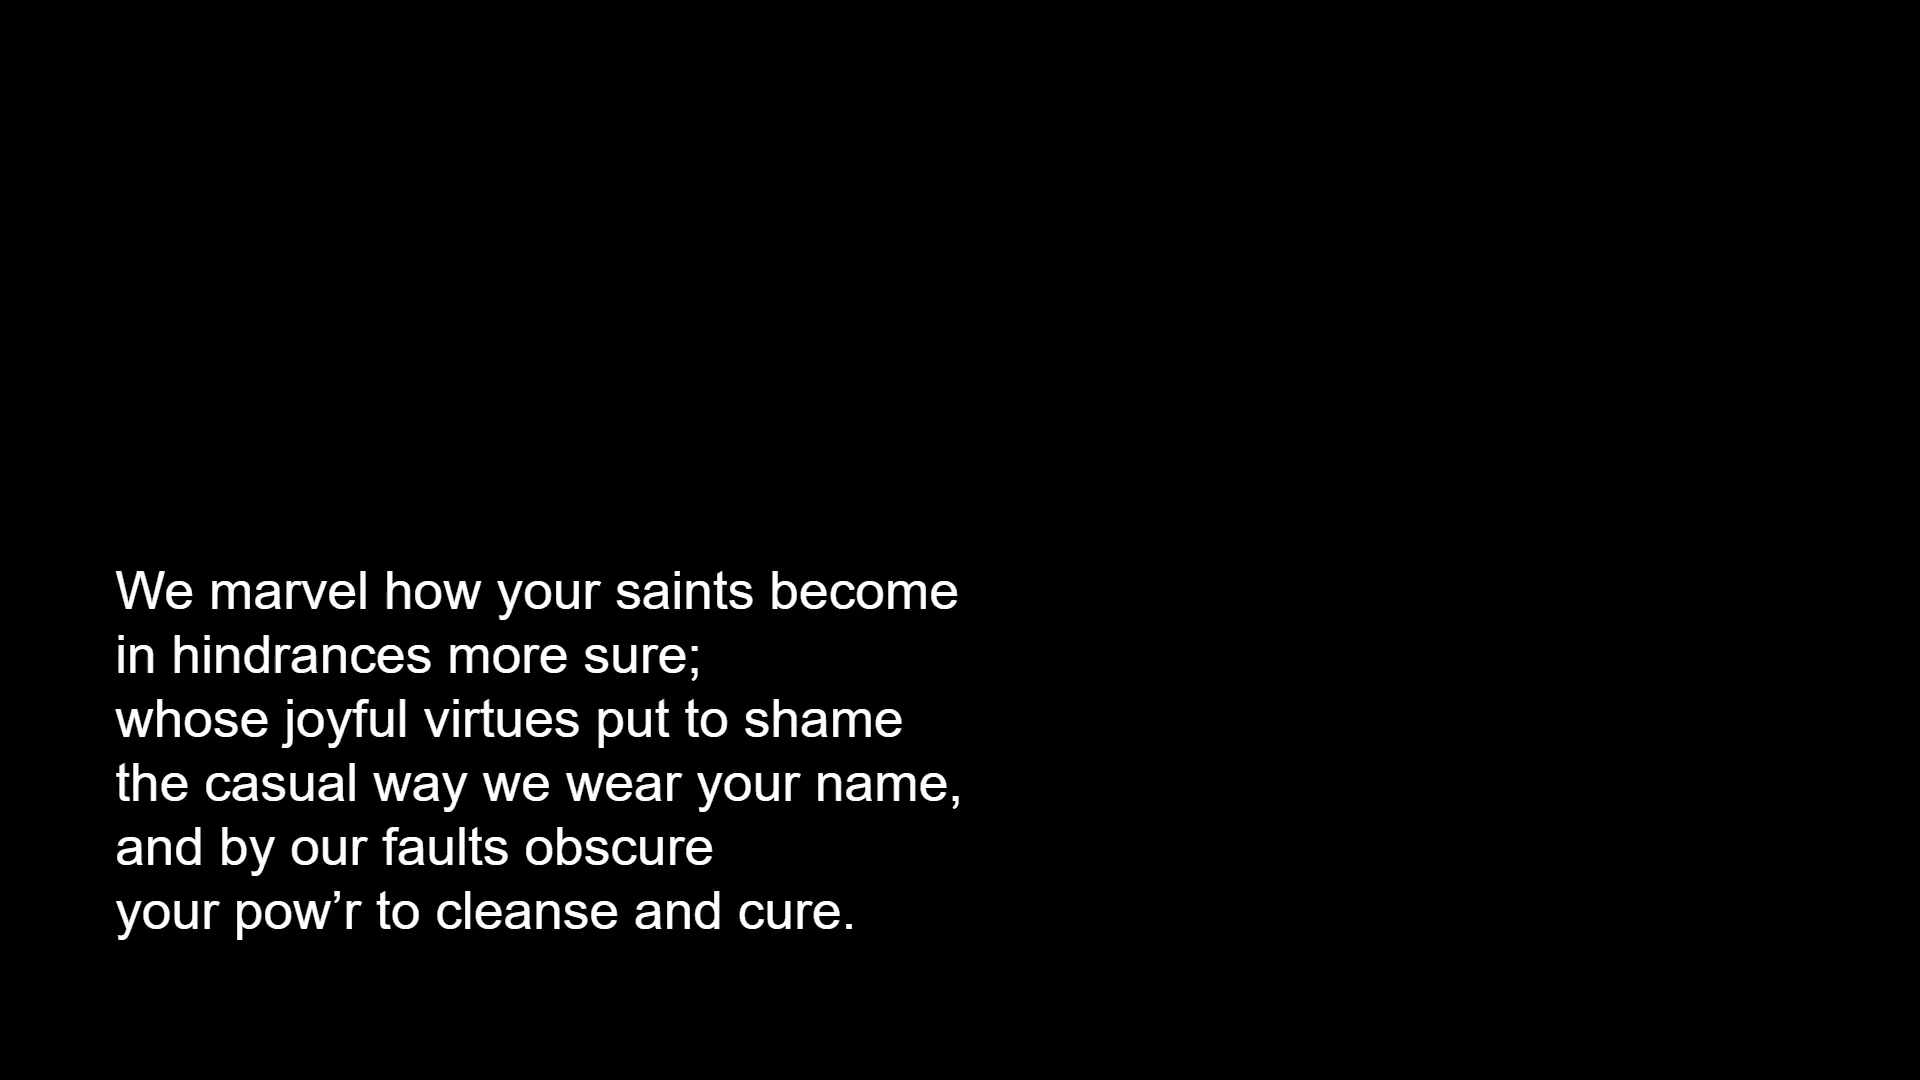 We marvel how your saints become
in hindrances more sure;
whose joyful virtues put to shame
the casual way we wear your name,
and by our faults obscure
your pow’r to cleanse and cure.